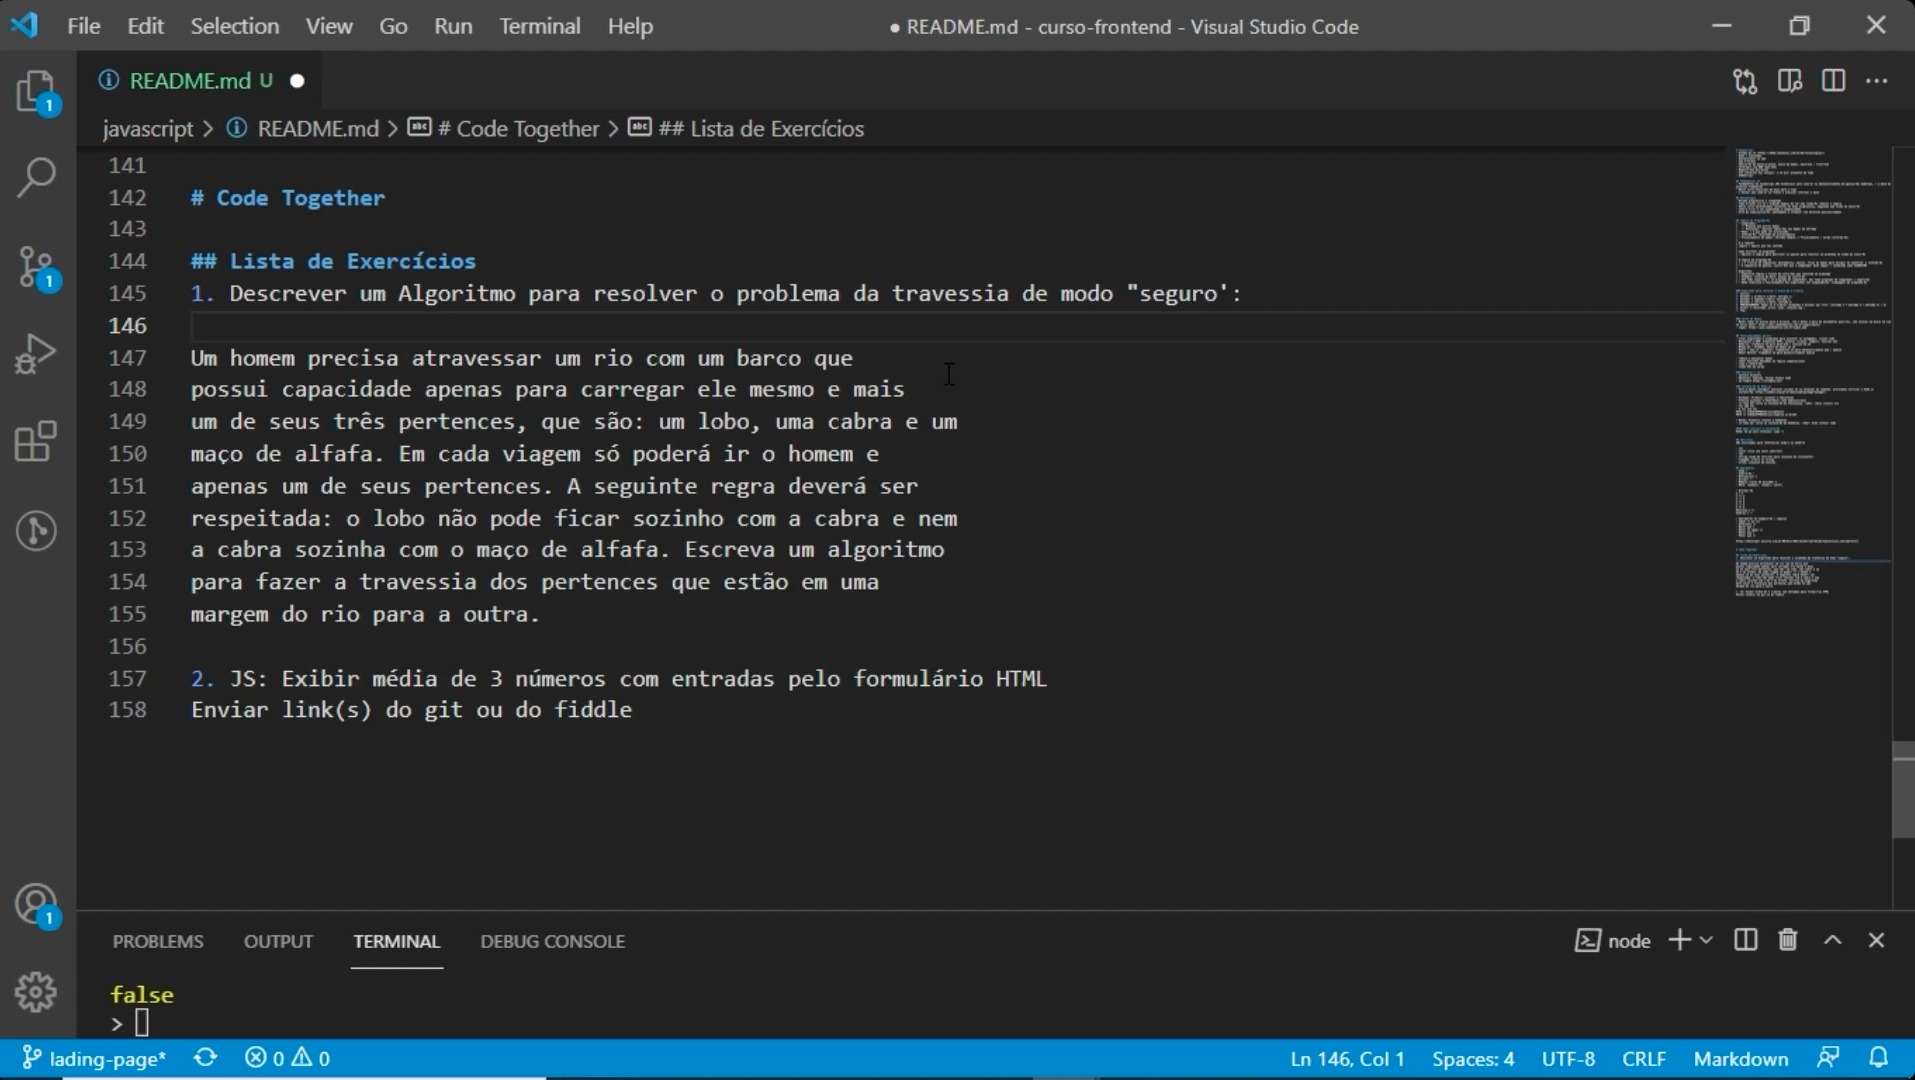 File Edit Selection View Go Run Terminal Help
● README.md - curso-frontend - Visual Studio Code
README.md U
javascript > README.md > # Code Together > ## Lista de Exercícios
1
1
1
141
142 # Code Together
143
144 ## Lista de Exercícios
145 1. Descrever um Algoritmo para resolver o problema da travessia de modo "seguro':
146
147 Um homem precisa atravessar um rio com um barco que
148 possui capacidade apenas para carregar ele mesmo e mais
149 um de seus três pertences, que são: um lobo, uma cabra e um
150 maço de alfafa. Em cada viagem só poderá ir o homem e
151 apenas um de seus pertences. A seguinte regra deverá ser
152 respeitada: o lobo não pode ficar sozinho com a cabra e nem
153 a cabra sozinha com o maço de alfafa. Escreva um algoritmo
154 para fazer a travessia dos pertences que estão em uma
155 margem do rio para a outra.
156
157 2. JS: Exibir média de 3 números com entradas pelo formulário HTML
158 Enviar link(s) do git ou do fiddle
PROBLEMS OUTPUT TERMINAL DEBUG CONSOLE
node
false
>
lading-page* 0 0
Ln 146, Col 1 Spaces: 4 UTF-8 CRLF Markdown